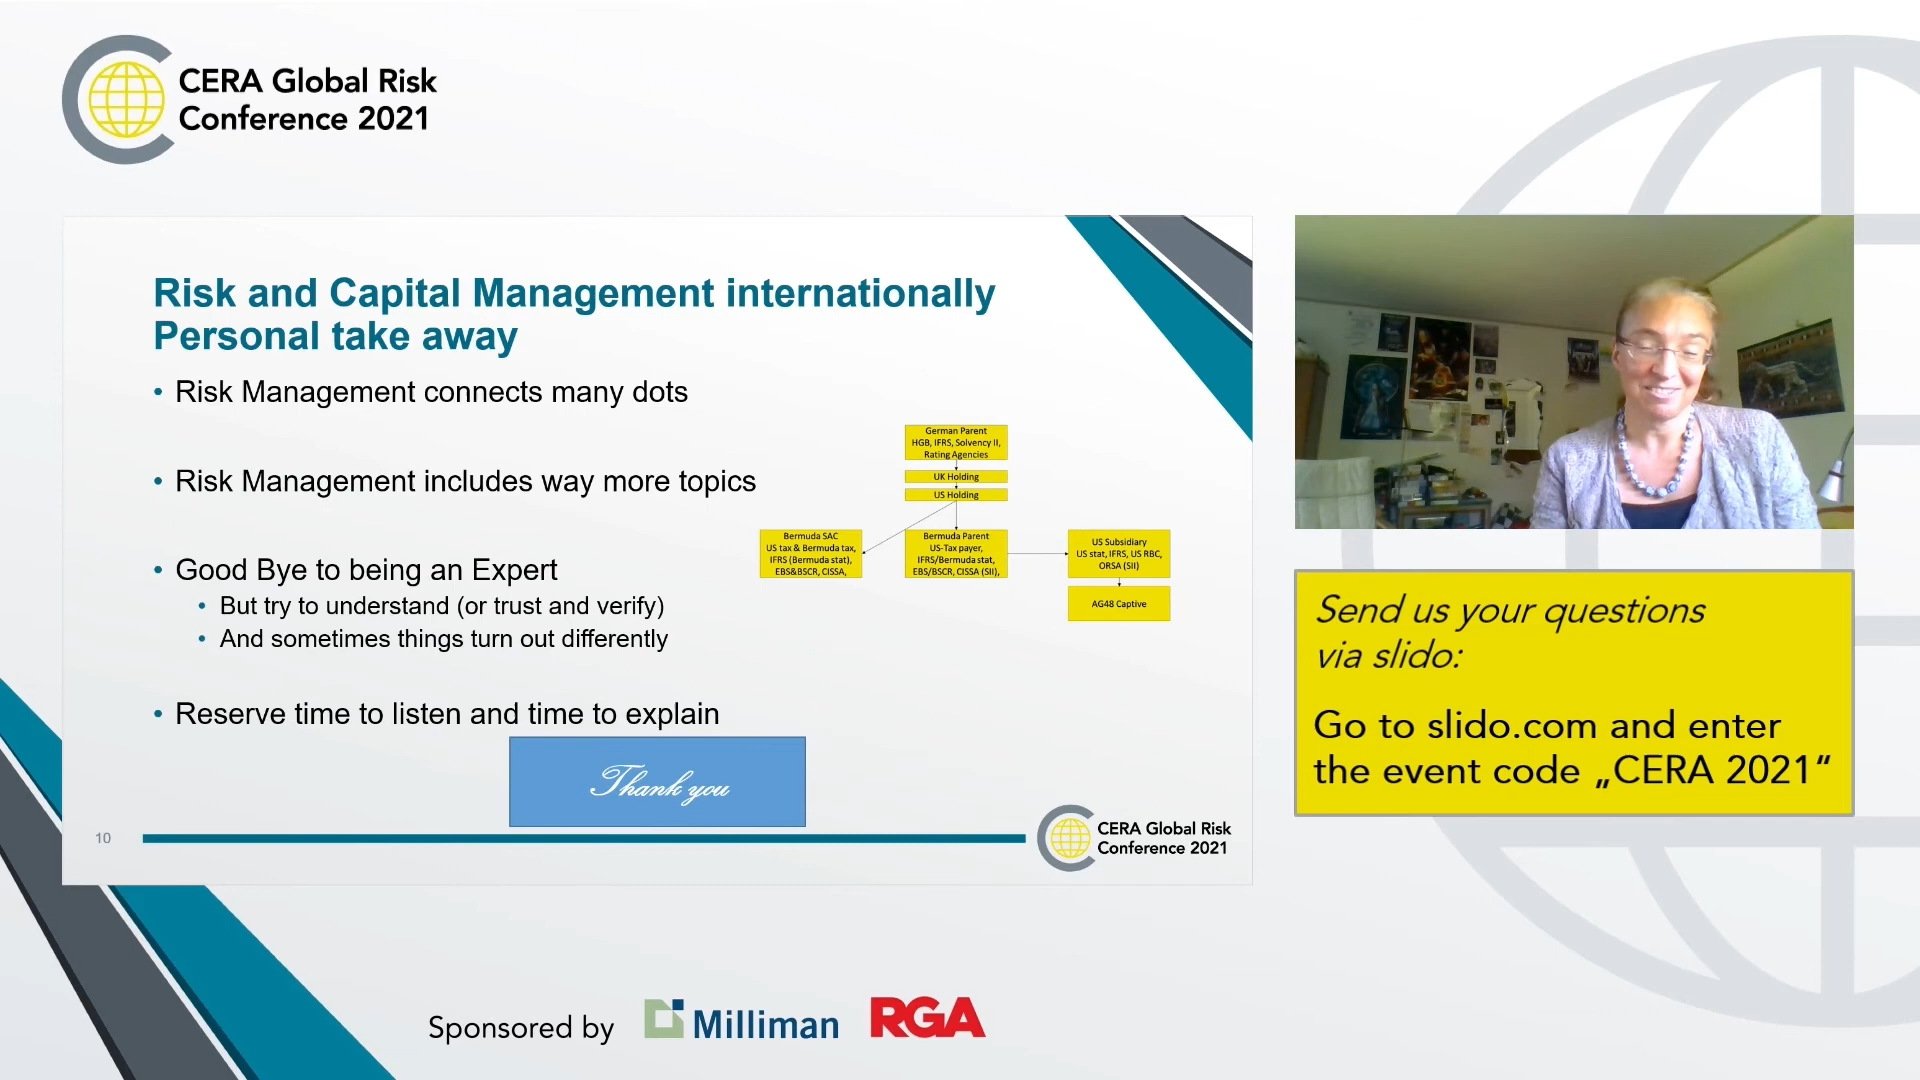 CERA Global Risk
Conference 2021
Risk and Capital Management internationally
Personal take away
• Risk Management connects many dots
• Risk Management includes way more topics
• Good Bye to being an Expert
• But try to understand (or trust and verify)
• And sometimes things turn out differently
• Reserve time to listen and time to explain
German Parent
HGB, IFRS, Solvency II,
Rating Agencies
UK Holding
US Holding
Bermuda SAC
US tax & Bermuda tax,
IFRS (Bermuda stat),
EBS&BSCR, CISSA,
Bermuda Parent
US-Tax payer,
IFRS/Bermuda stat,
EBS/BSCR, CISSA (SII),
US Subsidiary
US stat, IFRS, US RBC,
ORSA (SII)
AG48 Captive
Thank you
10
CERA Global Risk
Conference 2021
Send us your questions
via slido:
Go to slido.com and enter
the event code „CERA 2021“
Sponsored by
Milliman
RGA